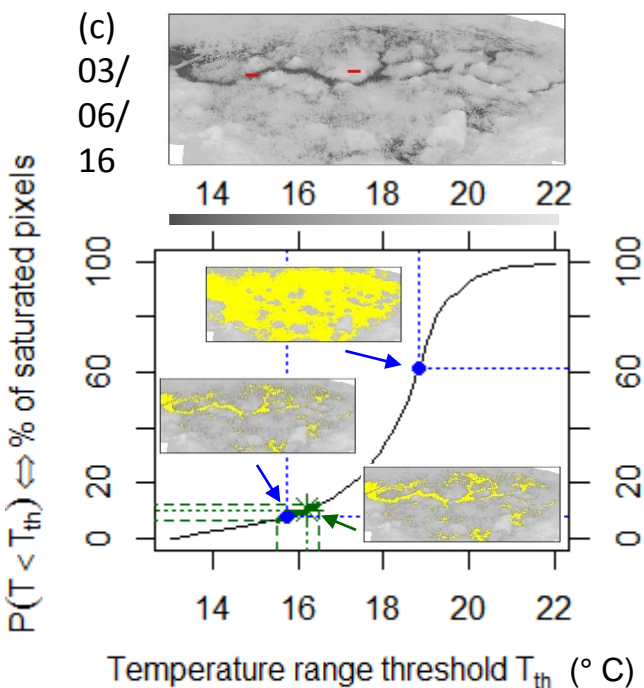 (c)
03/
06/
16
14 16 18 20 22
P(T < Tth) ⇔ % of saturated pixels
100
60
20
0
100
60
20
0
14 16 18 20 22
Temperature range threshold Tth (° C)